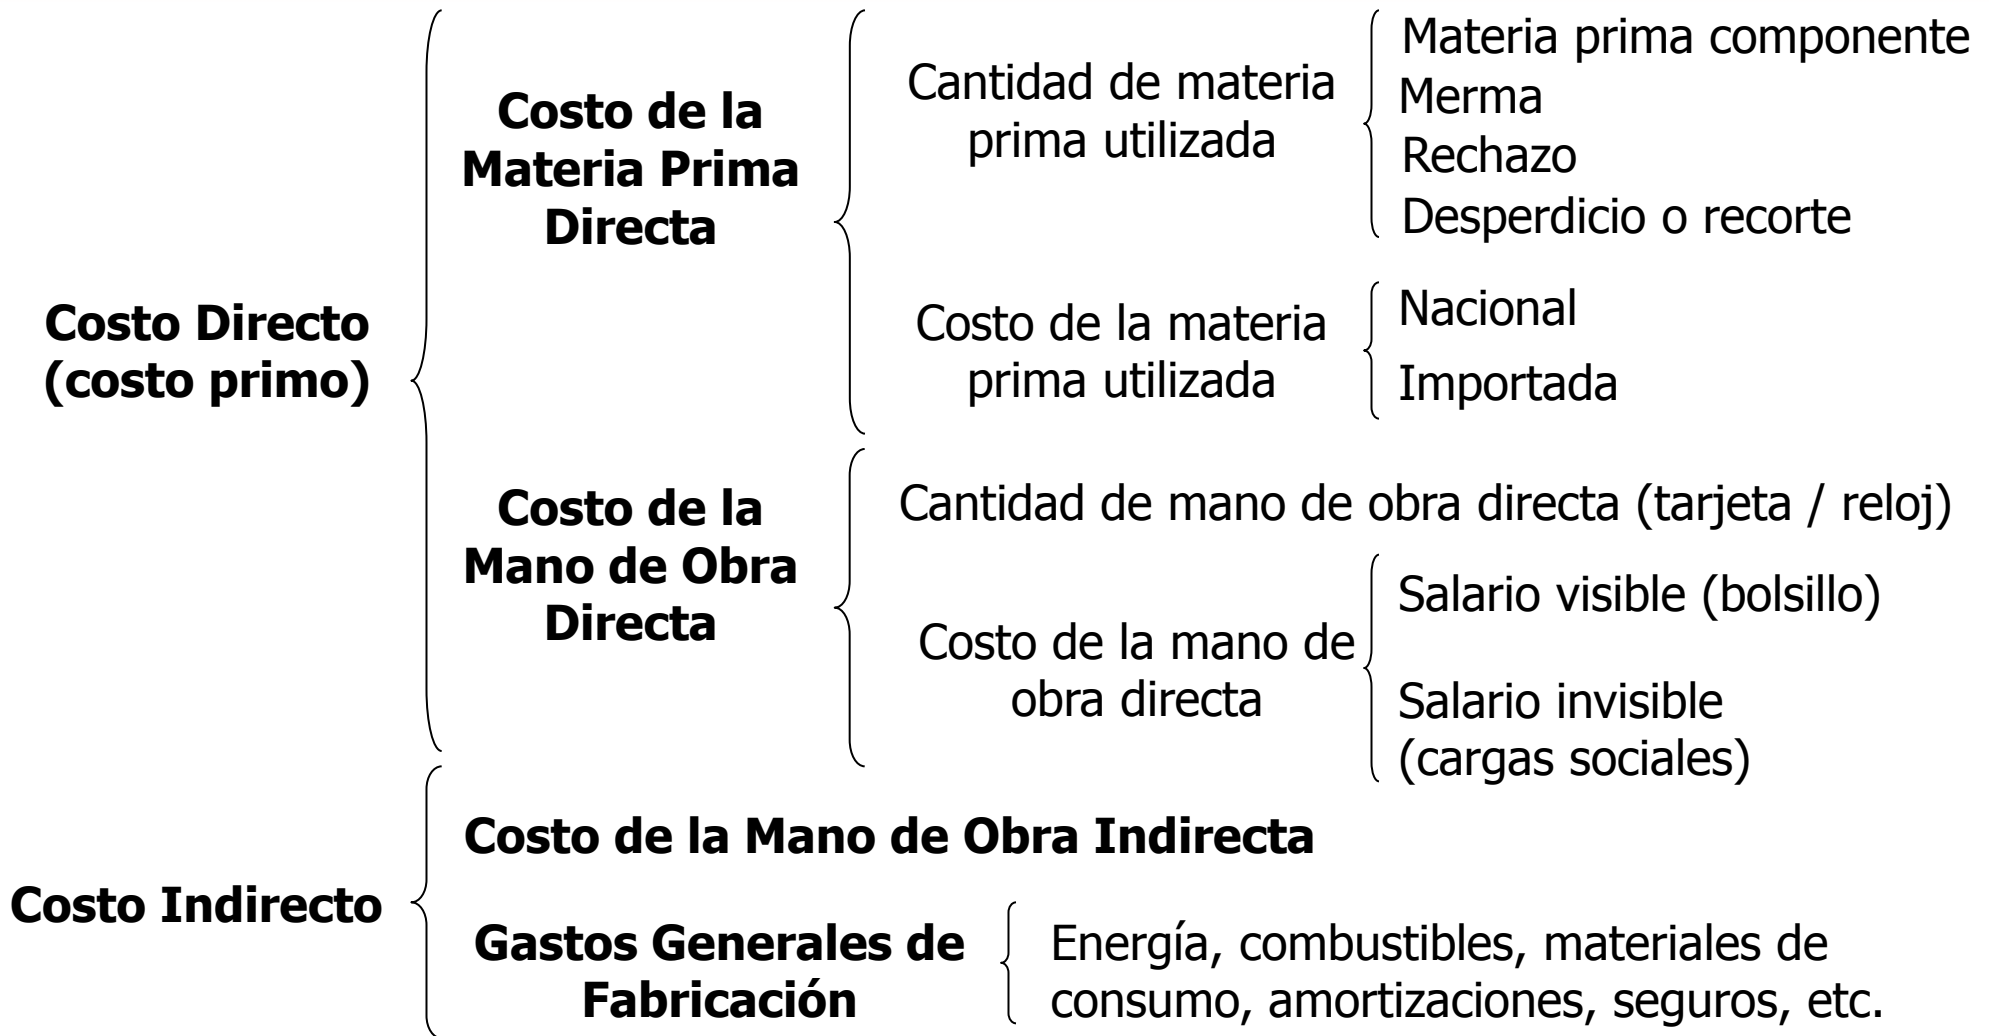 Costo Directo
(costo primo)
Costo de la
Materia Prima
Directa
Cantidad de materia
prima utilizada
Materia prima componente
Merma
Rechazo
Desperdicio o recorte
Costo de la materia
prima utilizada
Nacional
Importada
Costo de la
Mano de Obra
Directa
Cantidad de mano de obra directa (tarjeta / reloj)
Costo de la mano de
obra directa
Salario visible (bolsillo)
Salario invisible
(cargas sociales)
Costo Indirecto
Costo de la Mano de Obra Indirecta
Gastos Generales de
Fabricación
Energía, combustibles, materiales de
consumo, amortizaciones, seguros, etc.